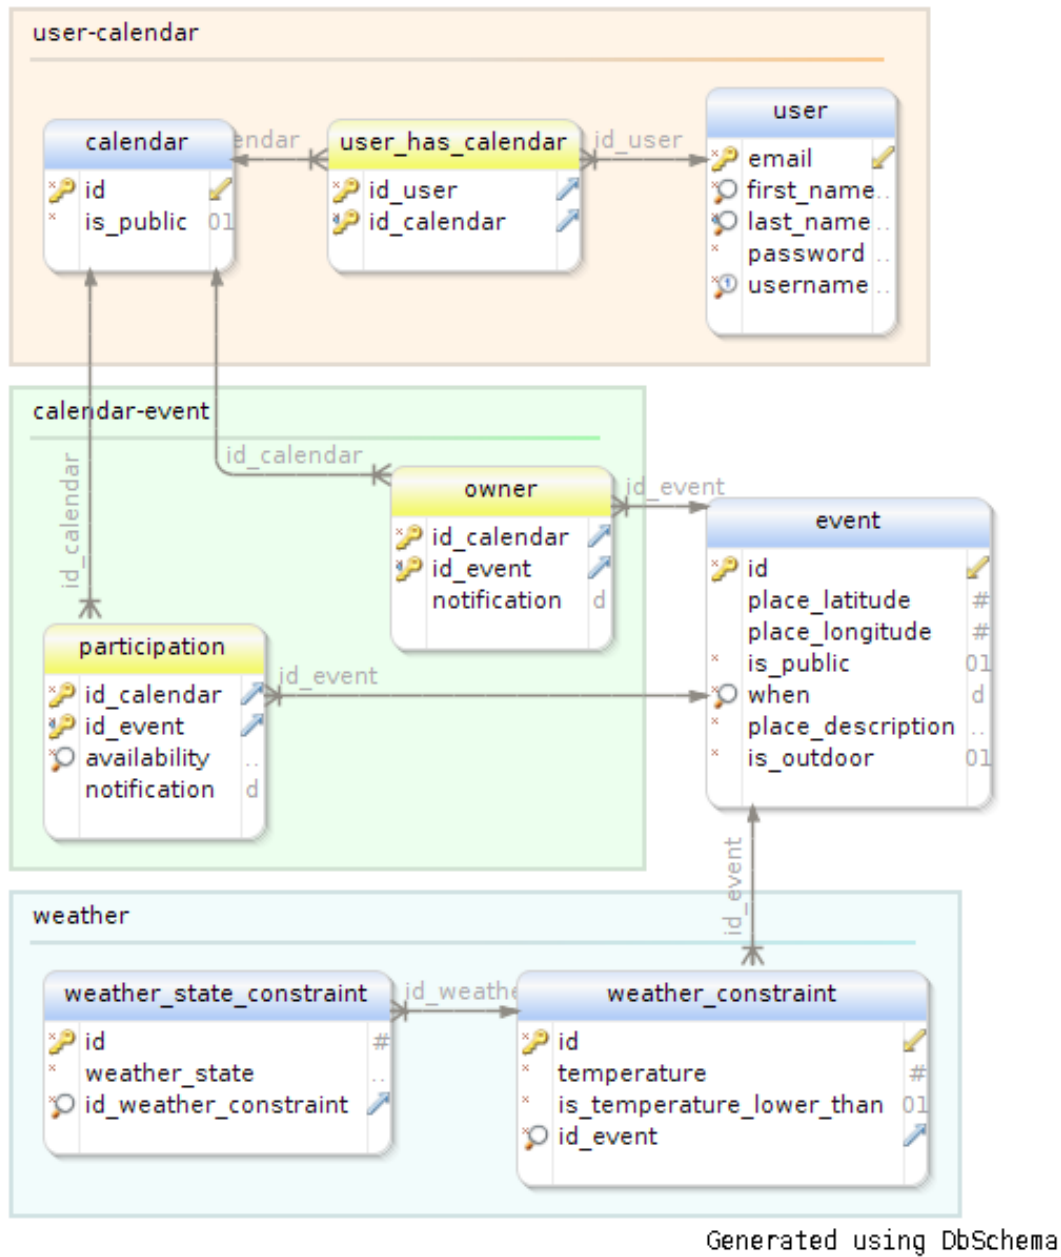 user-calendar
calendar
id
is_public 01
endar
user_has_calendar
id_user
id_calendar
id_user
user
email
first_name..
last_name..
password ..
username ..
calendar-event
id_calendar
id_calendar
owner
id_calendar
id_event
notification d
id_event
event
id
place_latitude #
place_longitude #
is_public 01
when d
place_description ..
is_outdoor 01
participation
id_calendar
id_event
availability ..
notification d
id_event
id_event
weather
weather_state_constraint
id #
weather_state ..
id_weather_constraint
id_weathe
weather_constraint
id
temperature #
is_temperature_lower_than 01
id_event
Generated using DbSchema